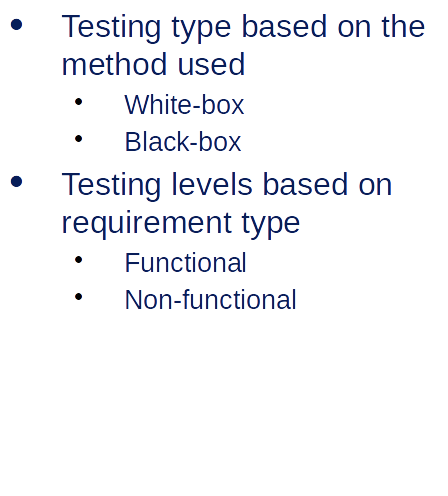 • Testing type based on the
method used
• White-box
• Black-box
• Testing levels based on
requirement type
• Functional
• Non-functional